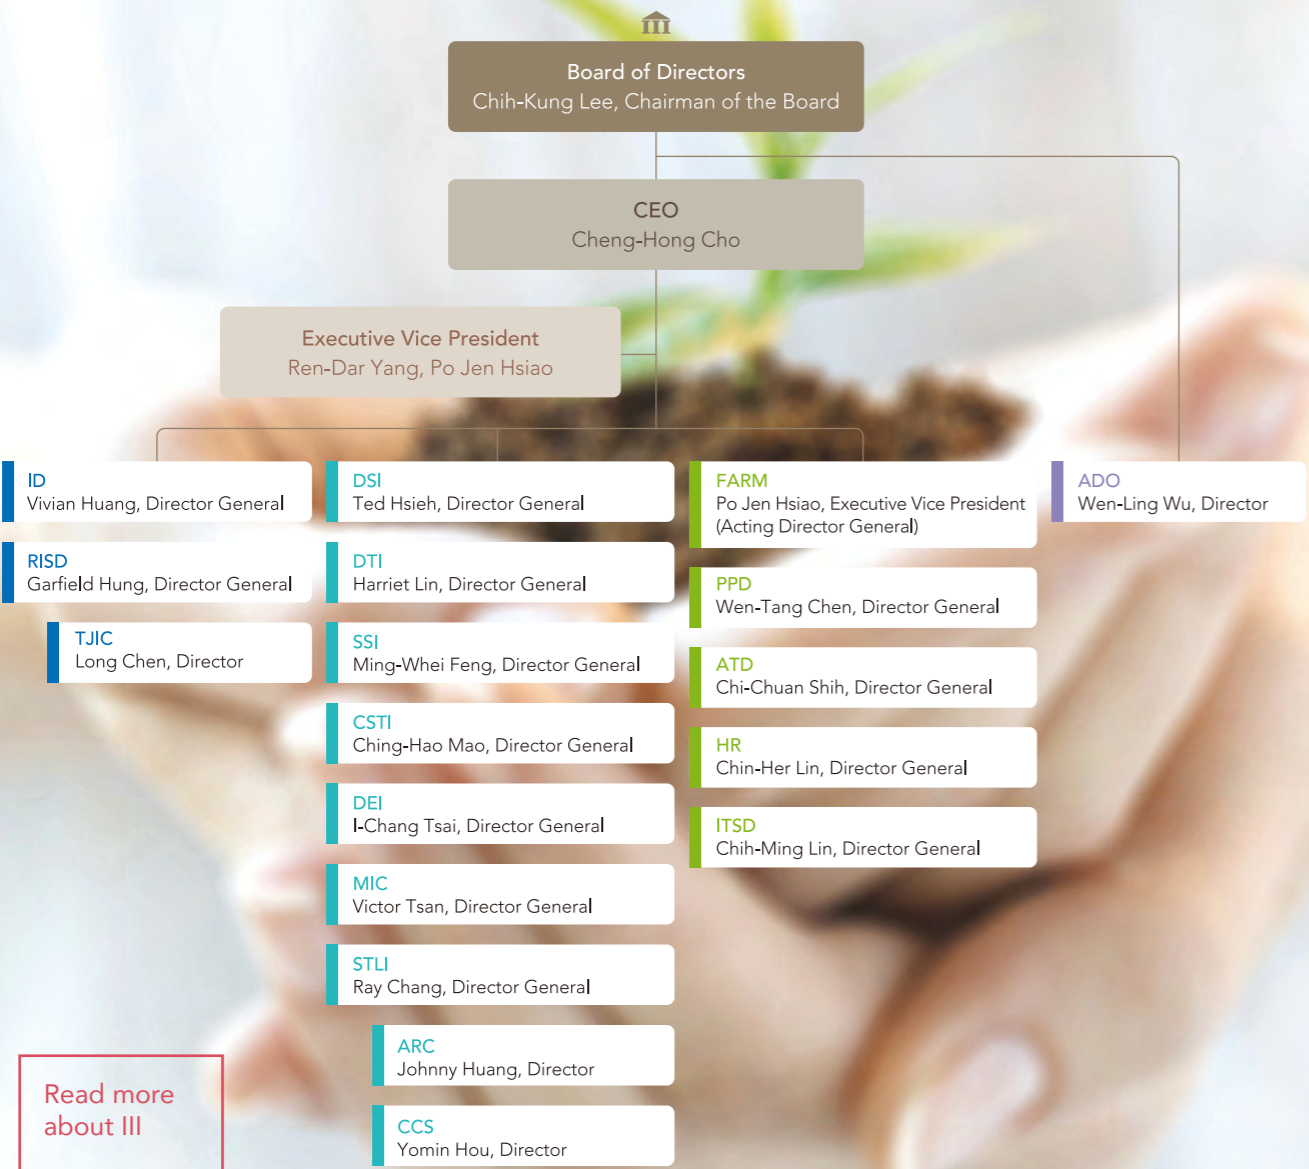 Board of Directors
Chih-Kung Lee, Chairman of the Board
CEO
Cheng-Hong Cho
Executive Vice President
Ren-Dar Yang, Po Jen Hsiao
ID
Vivian Huang, Director General
RISD
Garfield Hung, Director General
TJIC
Long Chen, Director
DSI
Ted Hsieh, Director General
DTI
Harriet Lin, Director General
SSI
Ming-Whei Feng, Director General
CSTI
Ching-Hao Mao, Director General
DEI
I-Chang Tsai, Director General
MIC
Victor Tsan, Director General
STLI
Ray Chang, Director General
ARC
Johnny Huang, Director
CCS
Yomin Hou, Director
FARM
Po Jen Hsiao, Executive Vice President
(Acting Director General)
PPD
Wen-Tang Chen, Director General
ATD
Chi-Chuan Shih, Director General
HR
Chin-Her Lin, Director General
ITSD
Chih-Ming Lin, Director General
ADO
Wen-Ling Wu, Director
Read more
about III